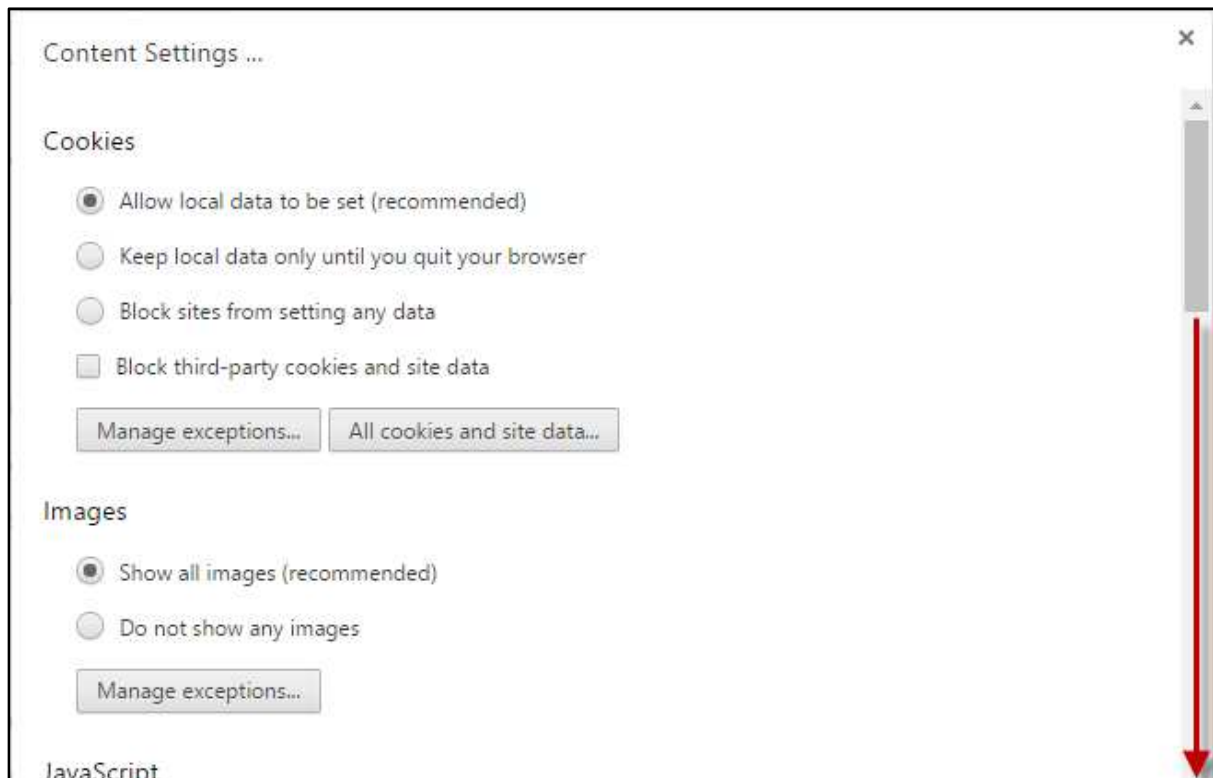 Content Settings ...
Cookies
Allow local data to be set (recommended)
Keep local data only until you quit your browser
Block sites from setting any data
Block third-party cookies and site data
Manage exceptions... All cookies and site data...
Images
Show all images (recommended)
Do not show any images
Manage exceptions...
JavaScript